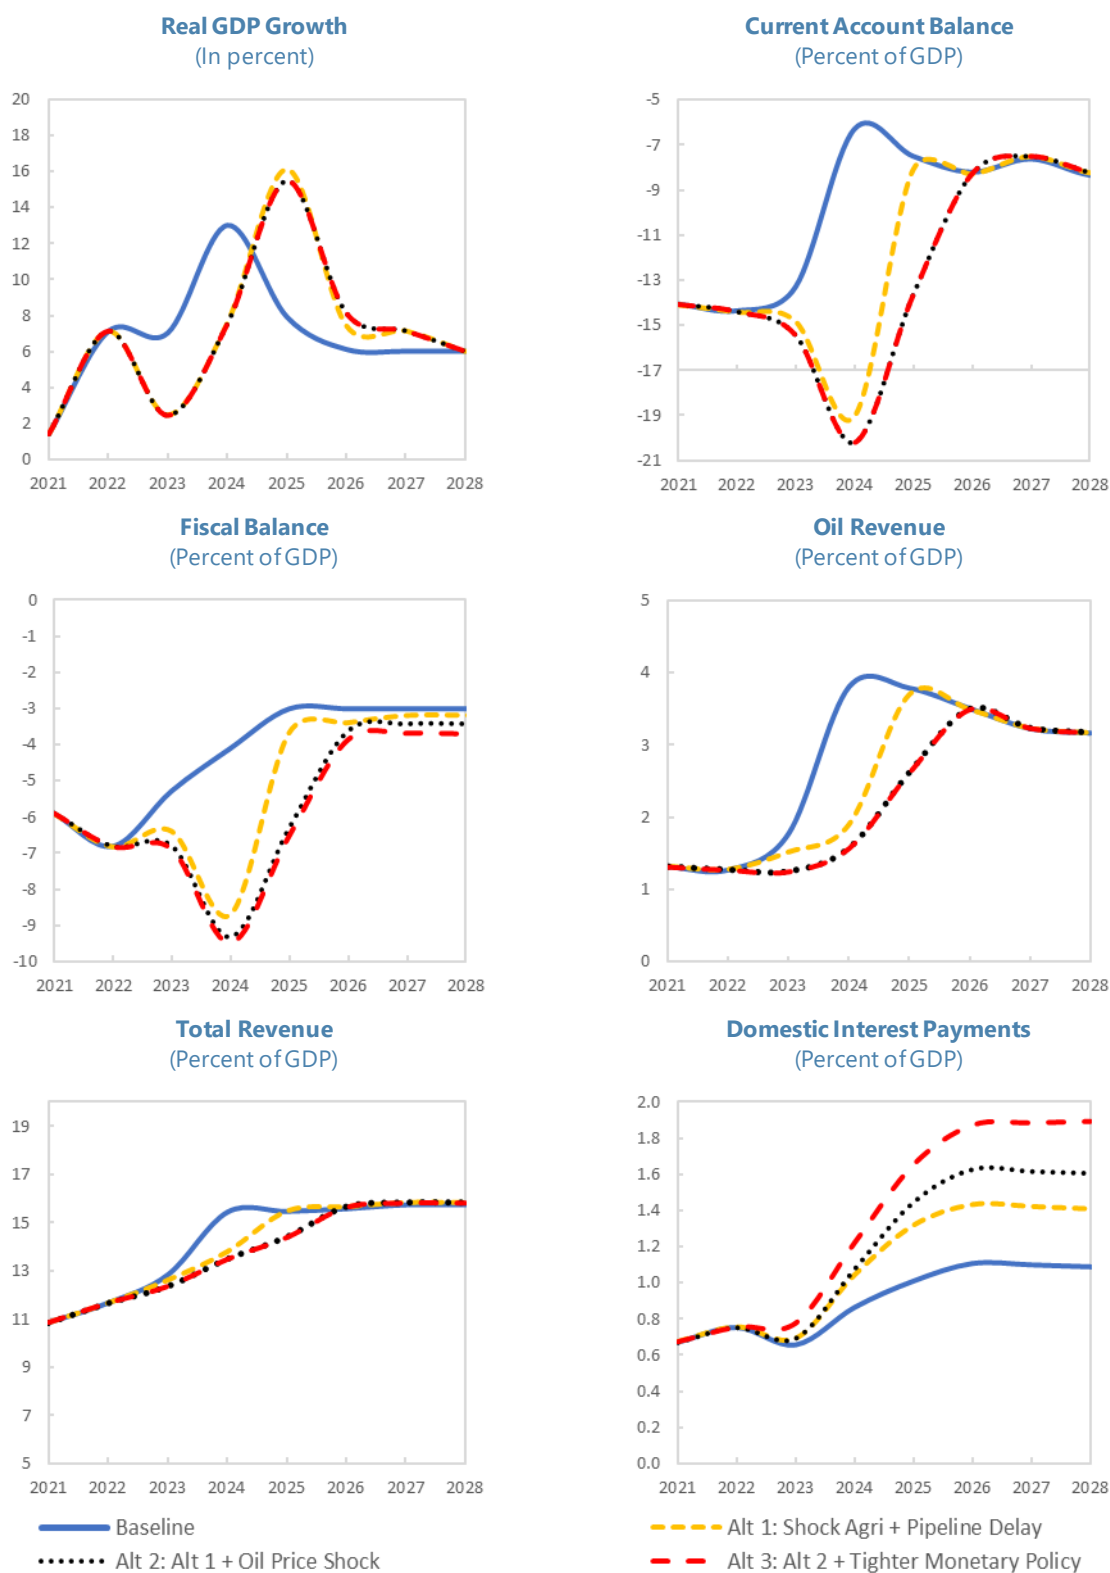 Real GDP Growth
(In percent)
20
18
16
14
12
10
8
6
4
2
0
2021 2022 2023 2024 2025 2026 2027 2028
Current Account Balance
(Percent of GDP)
-5
-7
-9
-11
-13
-15
-17
-19
-21
2021 2022 2023 2024 2025 2026 2027 2028
Fiscal Balance
(Percent of GDP)
0
-1
-2
-3
-4
-5
-6
-7
-8
-9
-10
2021 2022 2023 2024 2025 2026 2027 2028
Oil Revenue
(Percent of GDP)
5
4
3
2
1
0
2021 2022 2023 2024 2025 2026 2027 2028
Total Revenue
(Percent of GDP)
19
17
15
13
11
9
7
5
2021 2022 2023 2024 2025 2026 2027 2028
Domestic Interest Payments
(Percent of GDP)
2.0
1.8
1.6
1.4
1.2
1.0
0.8
0.6
0.4
0.2
0.0
2021 2022 2023 2024 2025 2026 2027 2028
Baseline
Alt 1: Shock Agri + Pipeline Delay
Alt 2: Alt 1 + Oil Price Shock
Alt 3: Alt 2 + Tighter Monetary Policy